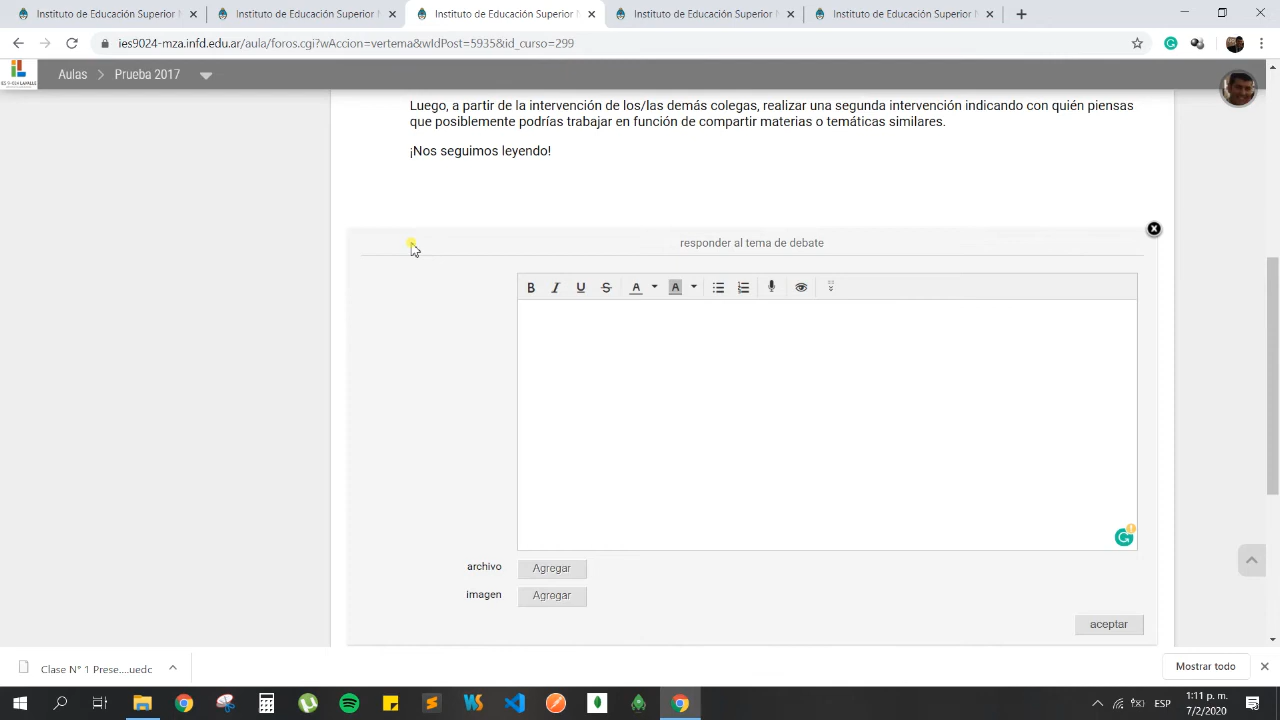 Instituto de Educación Superior N
Instituto de Educación Superior N
Instituto de Educación Superior N
Instituto de Educación Superior N
Instituto de Educación Superior N
ies9024-mza.infd.edu.ar/aula/foros.cgi?wAccion=vertema&wIdPost=5935&id_curso=299
Aulas > Prueba 2017
Luego, a partir de la intervención de los/las demás colegas, realizar una segunda intervención indicando con quién piensas
que posiblemente podrías trabajar en función de compartir materias o temáticas similares.
¡Nos seguimos leyendo!
responder al tema de debate
B I U S A A
archivo Agregar
imagen Agregar
aceptar
Clase N° 1 Prese....uedc
Mostrar todo
ESP
1:11 p. m.
7/2/2020